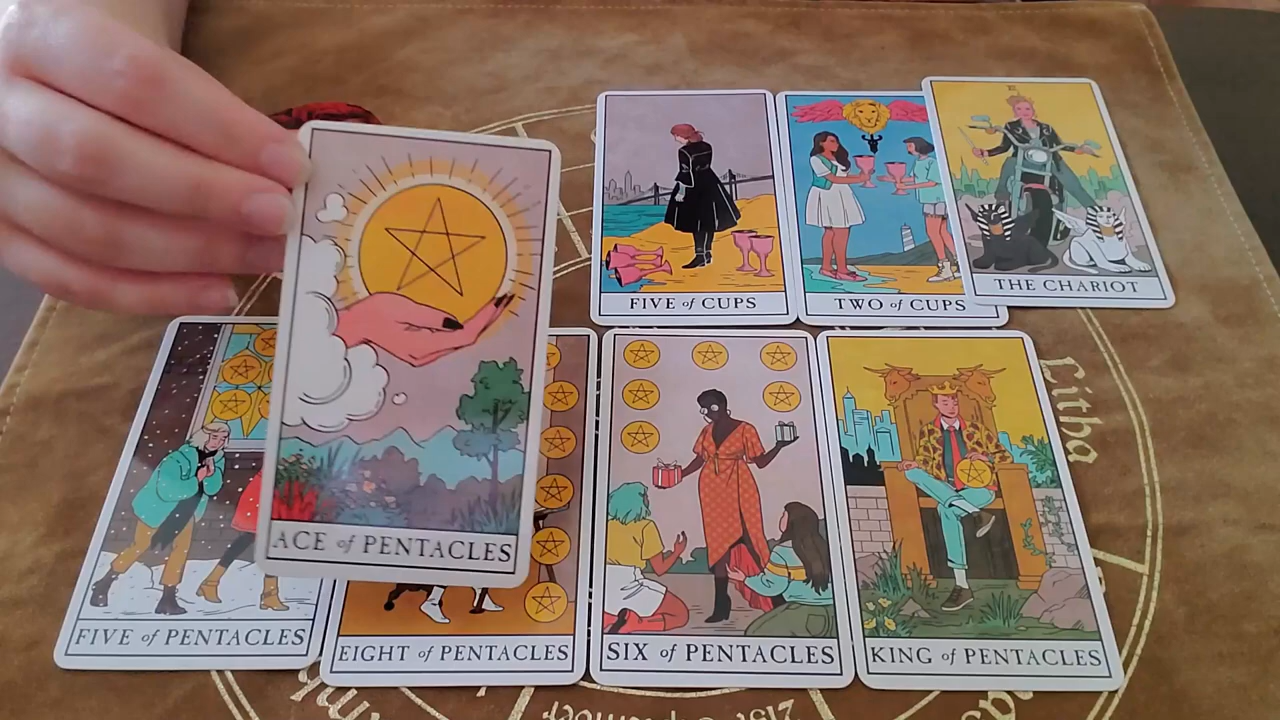 FIVE of CUPS
TWO of CUPS
THE CHARIOT
ACE of PENTACLES
FIVE of PENTACLES
EIGHT of PENTACLES
SIX of PENTACLES
KING of PENTACLES
Litha